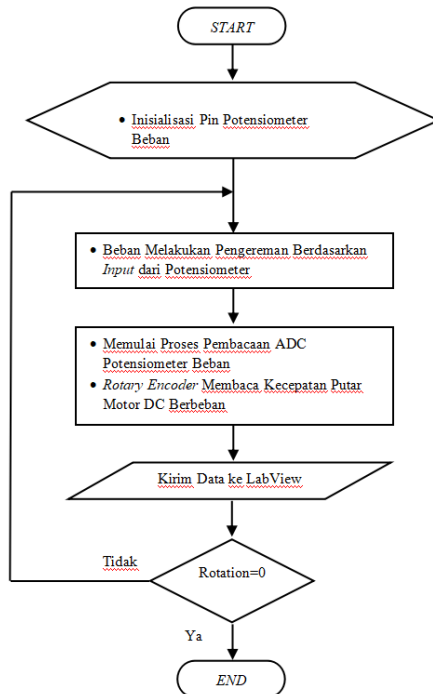 START
• Inisialisasi Pin Potensiometer
Beban
• Beban Melakukan Pengereman Berdasarkan
Input dari Potensiometer
• Memulai Proses Pembacaan ADC
Potensiometer Beban
• Rotary Encoder Membaca Kecepatan Putar
Motor DC Berbeban
Kirim Data ke LabView
Tidak
Rotation=0
Ya
END